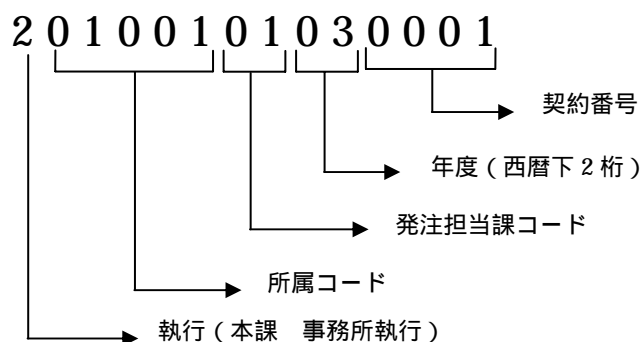 2 0 1 0 0 1 0 1 0 3 0 0 0 1
契約番号
年度（西暦下２桁）
発注担当課コード
所属コード
執行（本課　事務所執行）